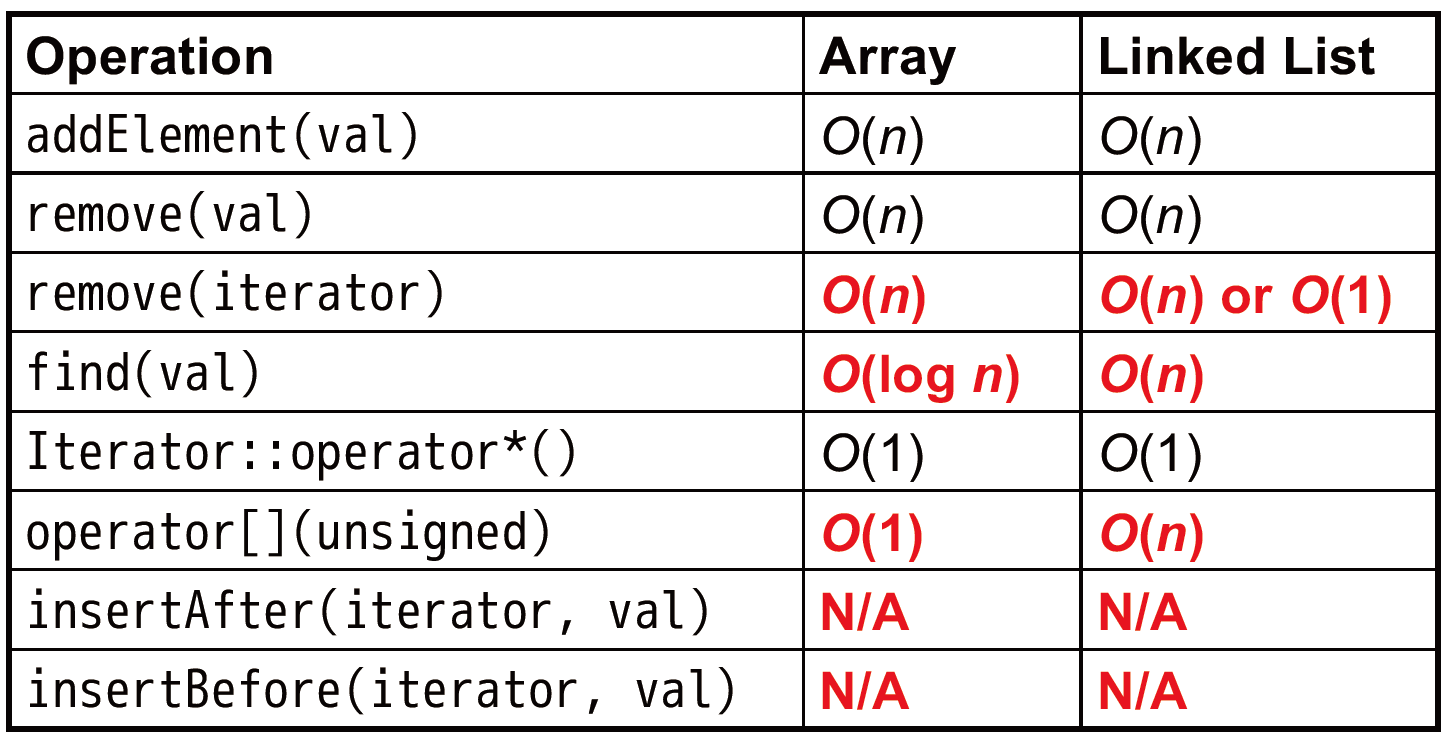 Operation Array Linked List
addElement(val) O(n) O(n)
remove(val) O(n) O(n)
remove(iterator) O(n) O(n) or O(1)
find(val) O(log n) O(n)
Iterator::operator*() O(1) O(1)
operator[](unsigned) O(1) O(n)
insertAfter(iterator, val) N/A N/A
insertBefore(iterator, val) N/A N/A